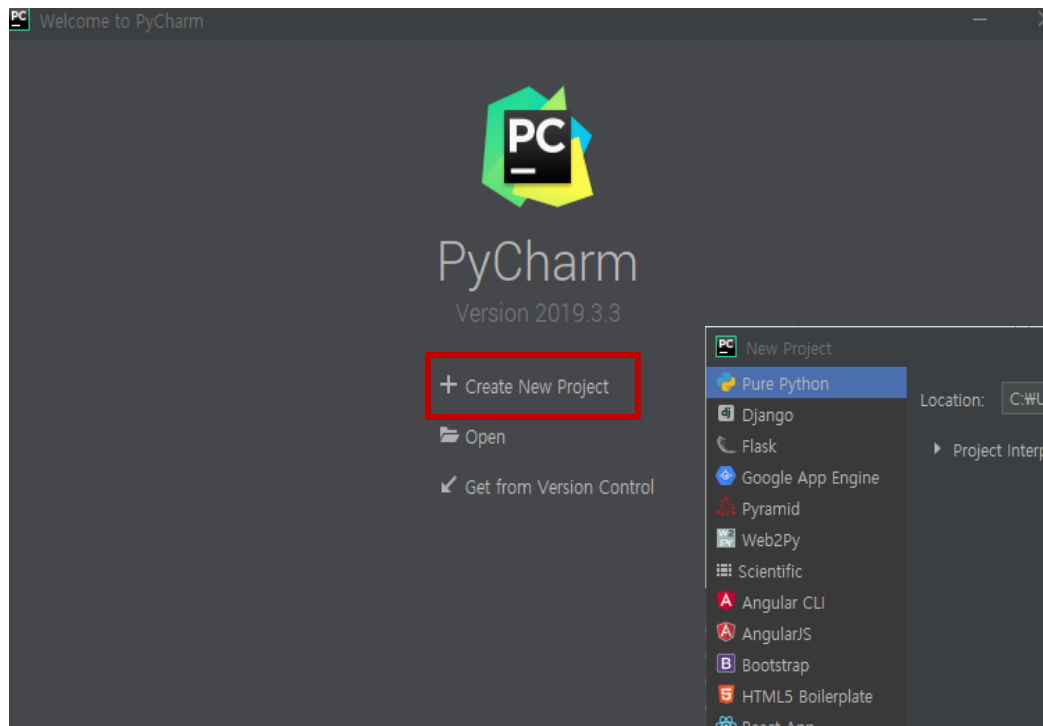 Welcome to PyCharm
PC
PyCharm
Version 2019.3.3
Create New Project
Open
Get from Version Control
New Project
Pure Python
Django
Flask
Google App Engine
Pyramid
Web2Py
Scientific
Angular CLI
AngularJS
Bootstrap
HTML5 Boilerplate
React App
Location: C:₩U
Project Interp